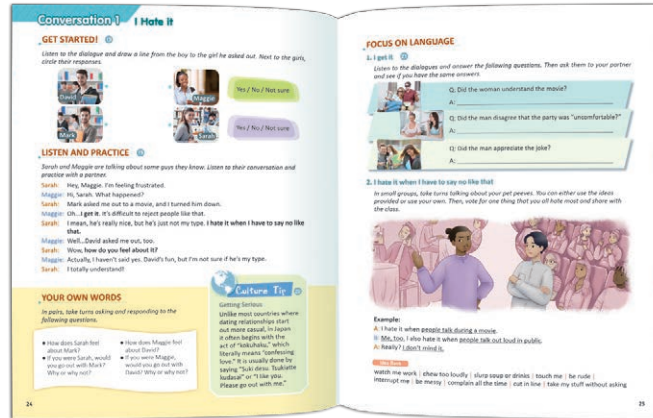 Conversation 1 I Hate it
GET STARTED!
Listen to the dialogue and draw a line from the boy to the girl he asked out. Next to the girls,
circle their responses.
David
Maggie
Yes / No / Not sure
Mark
Sarah
Yes / No / Not sure
LISTEN AND PRACTICE
Sarah and Maggie are talking about some guys they know. Listen to their conversation and
practice with a partner.
Sarah: Hey, Maggie. I'm feeling frustrated.
Maggie: Hi, Sarah. What happened?
Sarah: Mark asked me out to a movie, and I turned him down.
Maggie: Oh...I get it. It's difficult to reject people like that.
Sarah: I mean, he's really nice, but he's just not my type. I hate it when I have to say no like
that.
Maggie: Well...David asked me out, too.
Sarah: Wow, how do you feel about it?
Maggie: Actually, I haven't said yes. David's fun, but I'm not sure if he's my type.
Sarah: I totally understand!
YOUR OWN WORDS
In pairs, take turns asking and responding to the
following questions.
• How does Sarah feel
about Mark?
• If you were Sarah, would
you go out with Mark?
Why or why not?
• How does Maggie feel
about David?
• If you were Maggie,
would you go out with
David? Why or why not?
Culture Tip
Getting Serious
Unlike most countries where
dating relationships start
out more casual, in Japan
it often begins with the
act of "kokuhaku," which
literally means "confessing
love." It is usually done by
saying "Suki desu. Tsukiatte
kudasai" or "I like you.
Please go out with me."
24
FOCUS ON LANGUAGE
1. I get it
Listen to the dialogues and answer the following questions. Then ask them to your partner
and see if you have the same answers.
Q: Did the woman understand the movie?
A:
Q: Did the man disagree that the party was "uncomfortable?"
A:
Q: Did the man appreciate the joke?
A:
2. I hate it when I have to say no like that
In small groups, take turns talking about your pet peeves. You can either use the ideas
provided or use your own. Then, vote for one thing that you all hate most and share with
the class.
Example:
A: I hate it when people talk during a movie.
B: Me, too. I also hate it when people talk out loud in public.
A: Really? I don't mind it.
watch me work | chew too loudly | slurp soup or drinks | touch me | be rude |
interrupt me | be messy | complain all the time | cut in line | take my stuff without asking
25